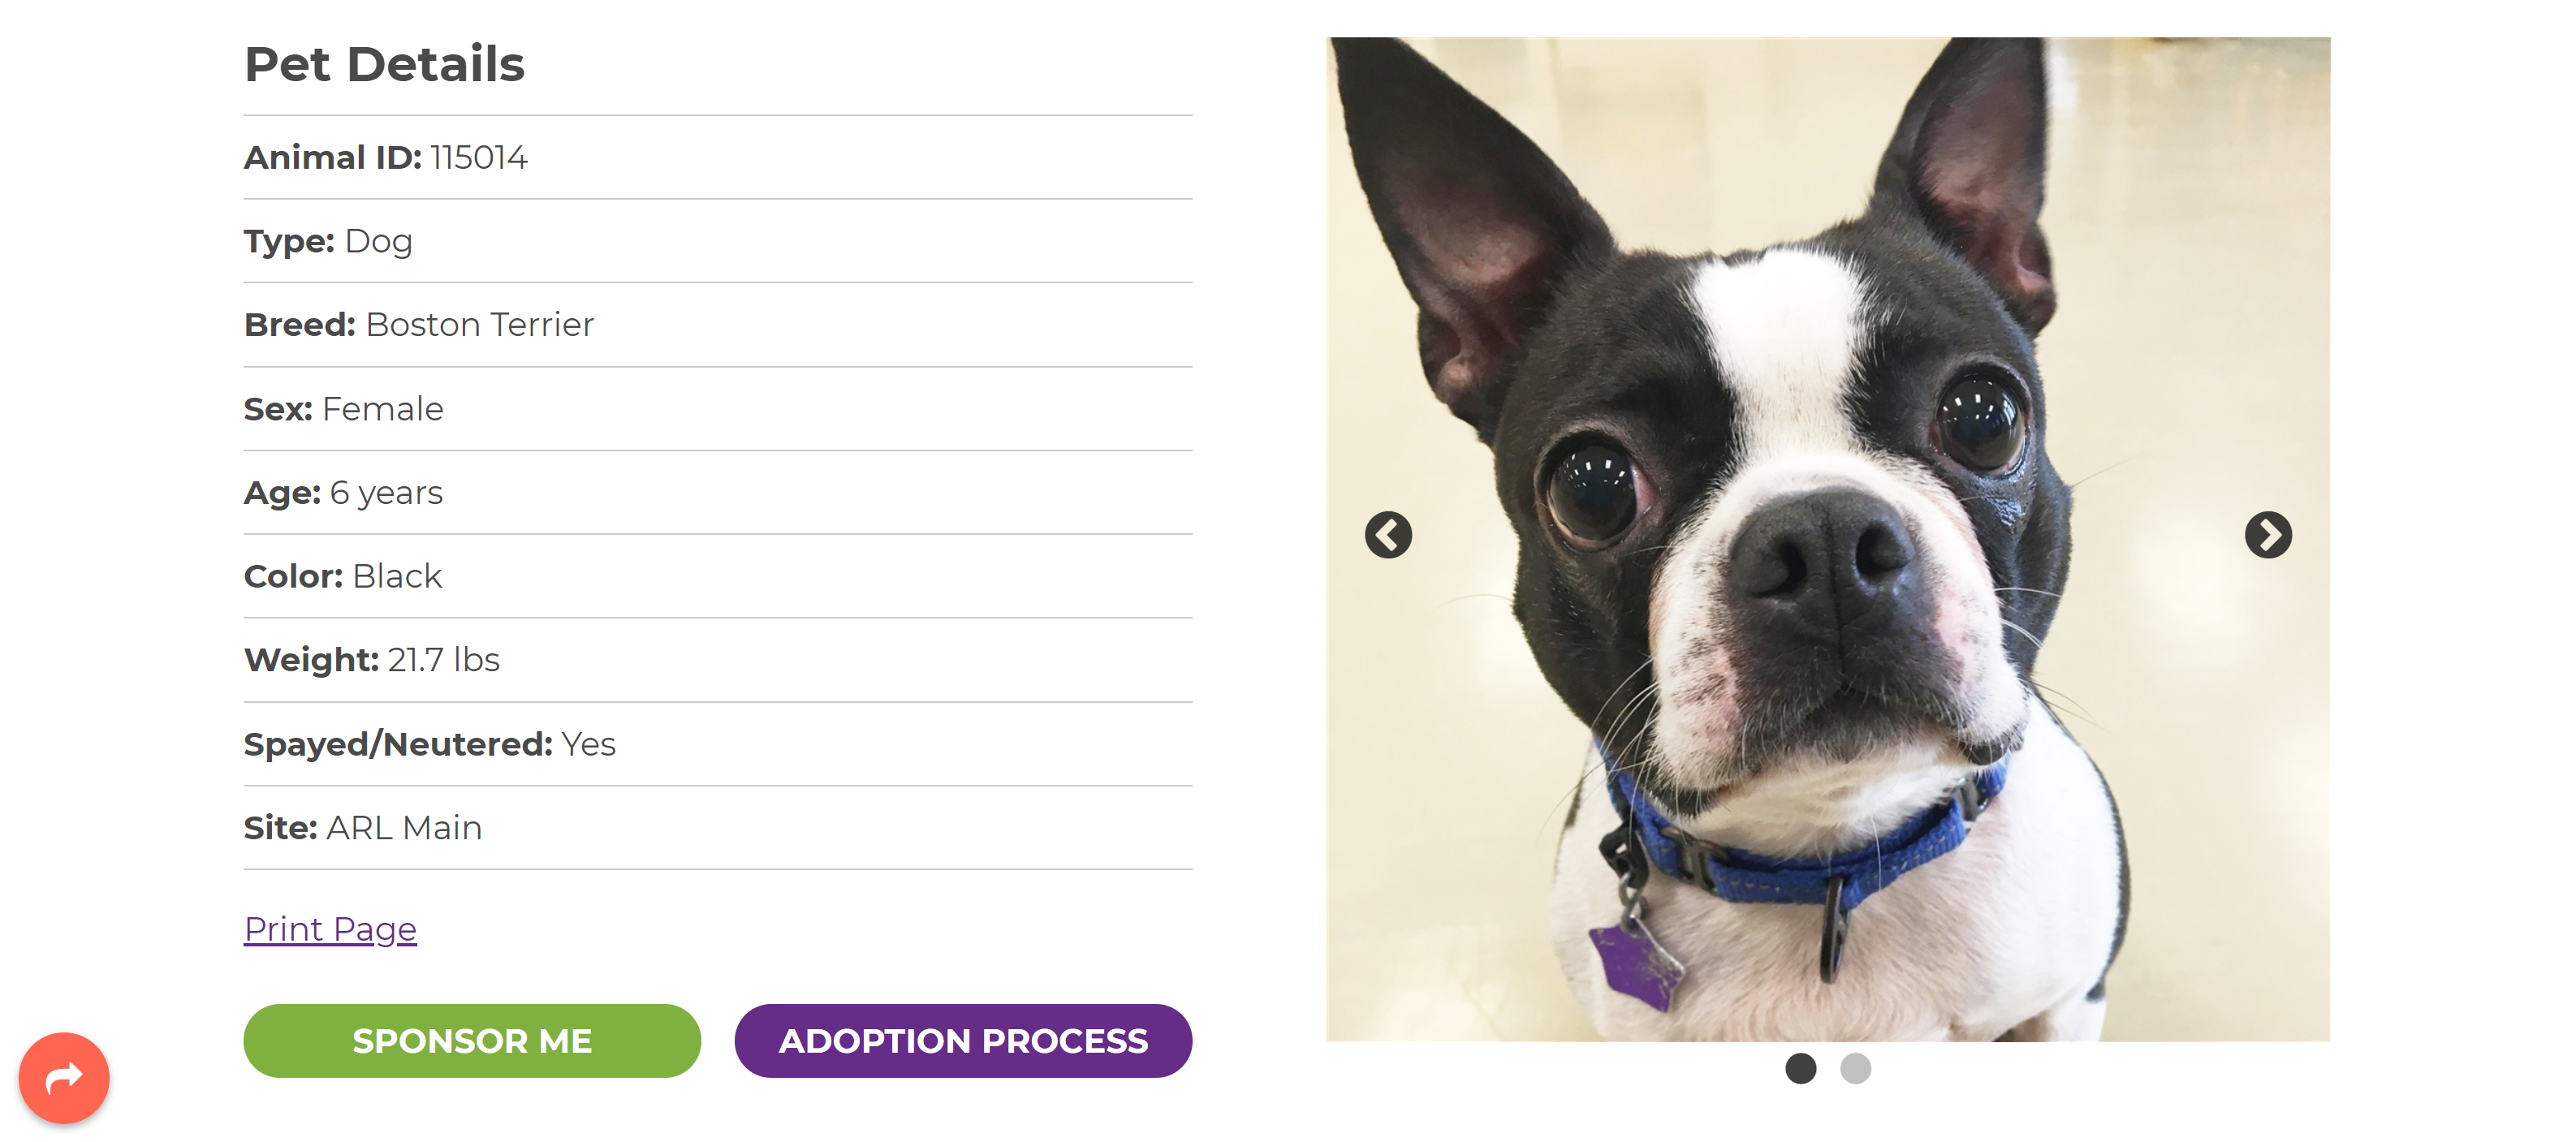 Pet Details
Animal ID: 115014
Type: Dog
Breed: Boston Terrier
Sex: Female
Age: 6 years
Color: Black
Weight: 21.7 lbs
Spayed/Neutered: Yes
Site: ARL Main
Print Page
SPONSOR ME
ADOPTION PROCESS